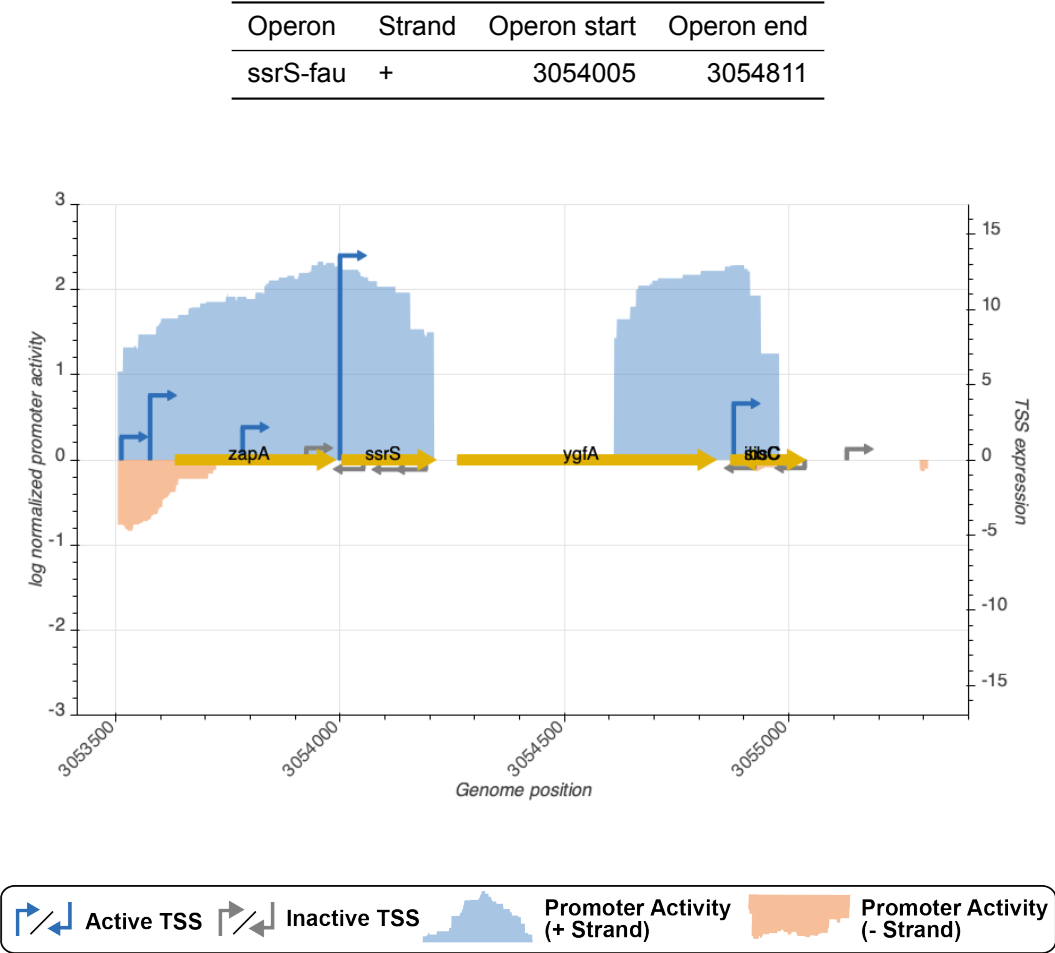 Operon Strand Operon start Operon end
ssrS-fau + 3054005 3054811
3
2
1
0
-1
-2
-3
log normalized promoter activity
15
10
5
0
-5
-10
-15
TSS expression
zapA ssrS ygfA
3053500 3054000 3054500 3055000
Genome position
Active TSS
Inactive TSS
Promoter Activity
(+ Strand)
Promoter Activity
(- Strand)